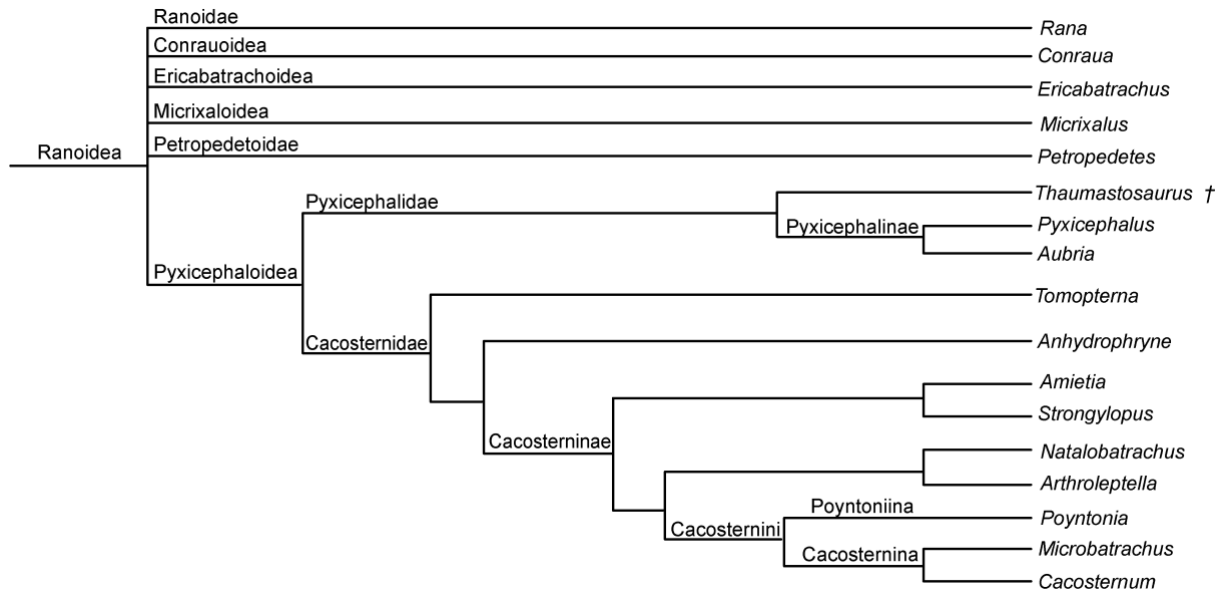 Ranoidae
Rana
Conrauoidea
Conraua
Ericabatrachoidea
Ericabatrachus
Micrixaloidea
Micrixalus
Ranoidea
Petropedetoidae
Petropedetes
Pyxicephalidae
Thaumastosaurus †
Pyxicephalinae
Pyxicephalus
Aubria
Pyxicephaloidea
Tomopterna
Cacosternidae
Anhydrophryne
Amietia
Strongylopus
Cacosterninae
Natalobatrachus
Arthroleptella
Poyntoniina
Poyntonia
Cacosternini
Cacosternina
Microbatrachus
Cacosternum